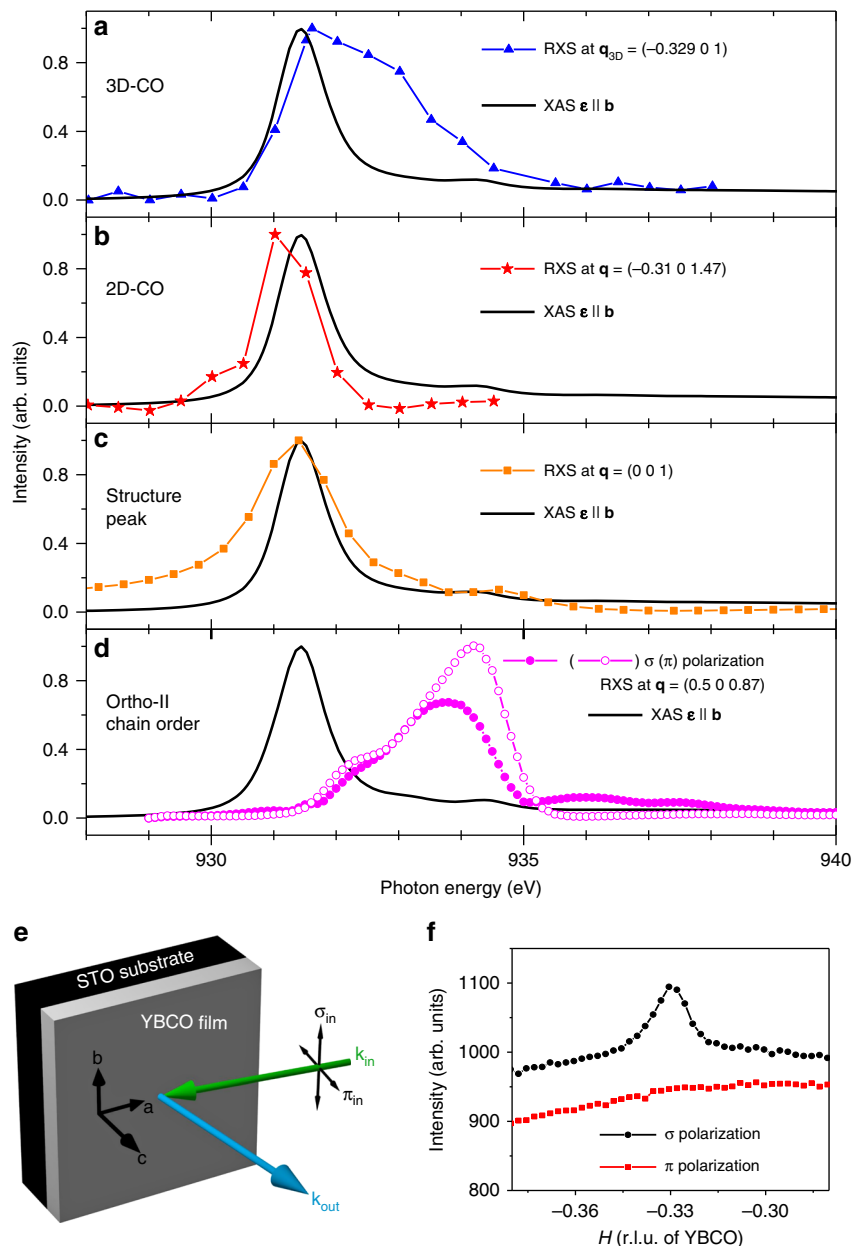 a
3D-CO
RXS at q3D = (–0.329 0 1)
XAS ε || b
1.0
0.8
0.4
0.0
b
2D-CO
RXS at q = (–0.31 0 1.47)
XAS ε || b
0.8
0.4
0.0
c
Structure
peak
RXS at q = (0 0 1)
XAS ε || b
0.8
0.4
0.0
d
Ortho-II
chain order
( ) σ (π) polarization
RXS at q = (0.5 0 0.87)
XAS ε || b
0.8
0.4
0.0
Intensity (arb. units)
930
935
940
Photon energy (eV)
e
STO substrate
YBCO film
b
a
c
σin
kin
πin
kout
f
Intensity (arb. units)
1100
1000
900
800
σ polarization
π polarization
–0.36
–0.33
–0.30
H (r.l.u. of YBCO)